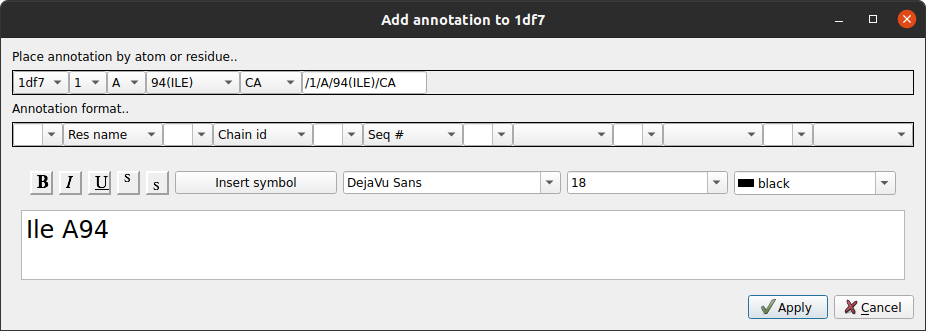 Add annotation to 1df7
Place annotation by atom or residue..
1df7 1 A 94(ILE) CA /1/A/94(ILE)/CA
Annotation format..
Res name Chain id Seq #
B I U s s Insert symbol DejaVu Sans 18 black
Ile A94
Apply Cancel